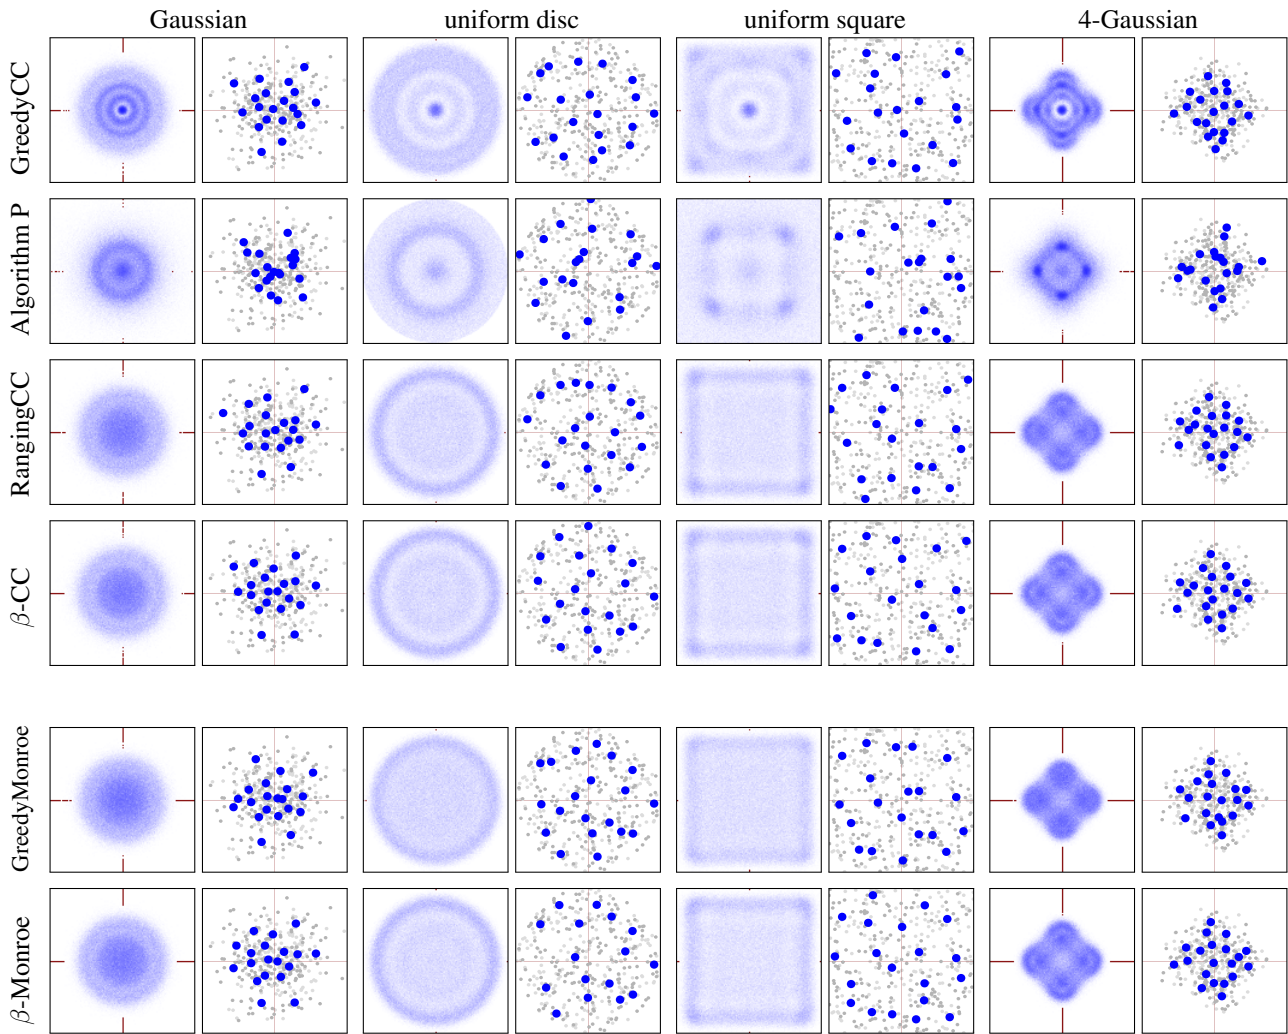 Gaussian uniform disc uniform square 4-Gaussian
GreedyCC
Algorithm P
RangingCC
β-CC
GreedyMonroe
β-Monroe